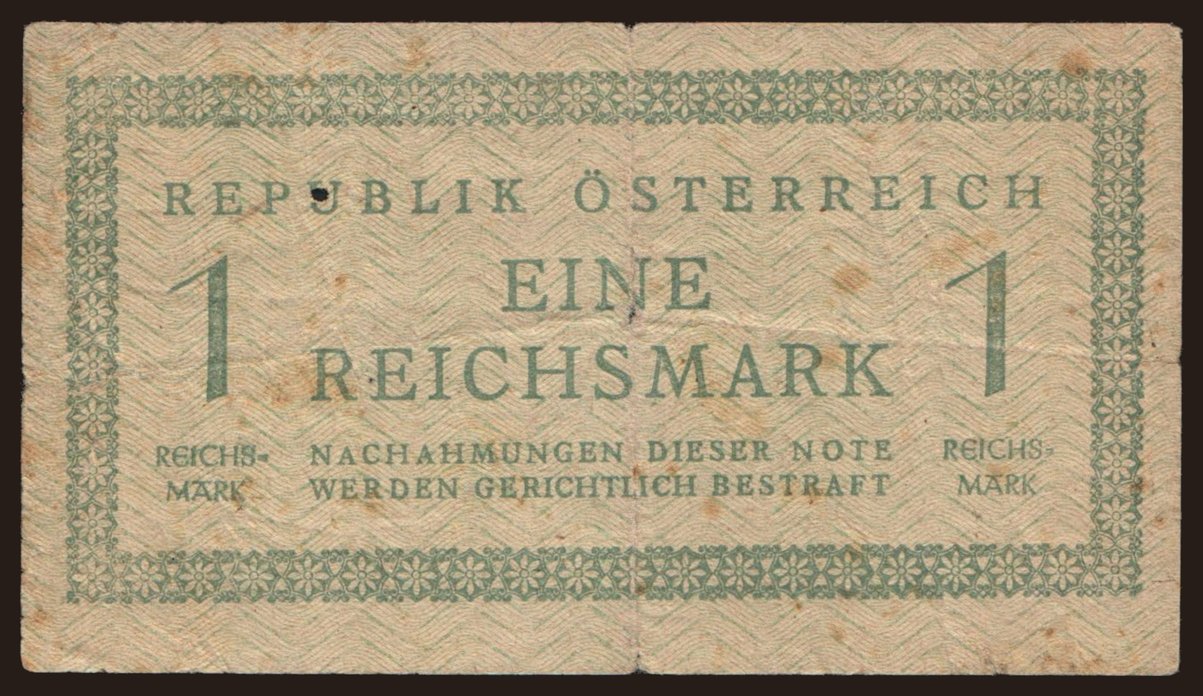 REPUBLIK ÖSTERREICH
1 EINE 1
REICHSMARK
REICHS-
MARK
NACHAHMUNGEN DIESER NOTE
WERDEN GERICHTLICH BESTRAFT
REICHS-
MARK